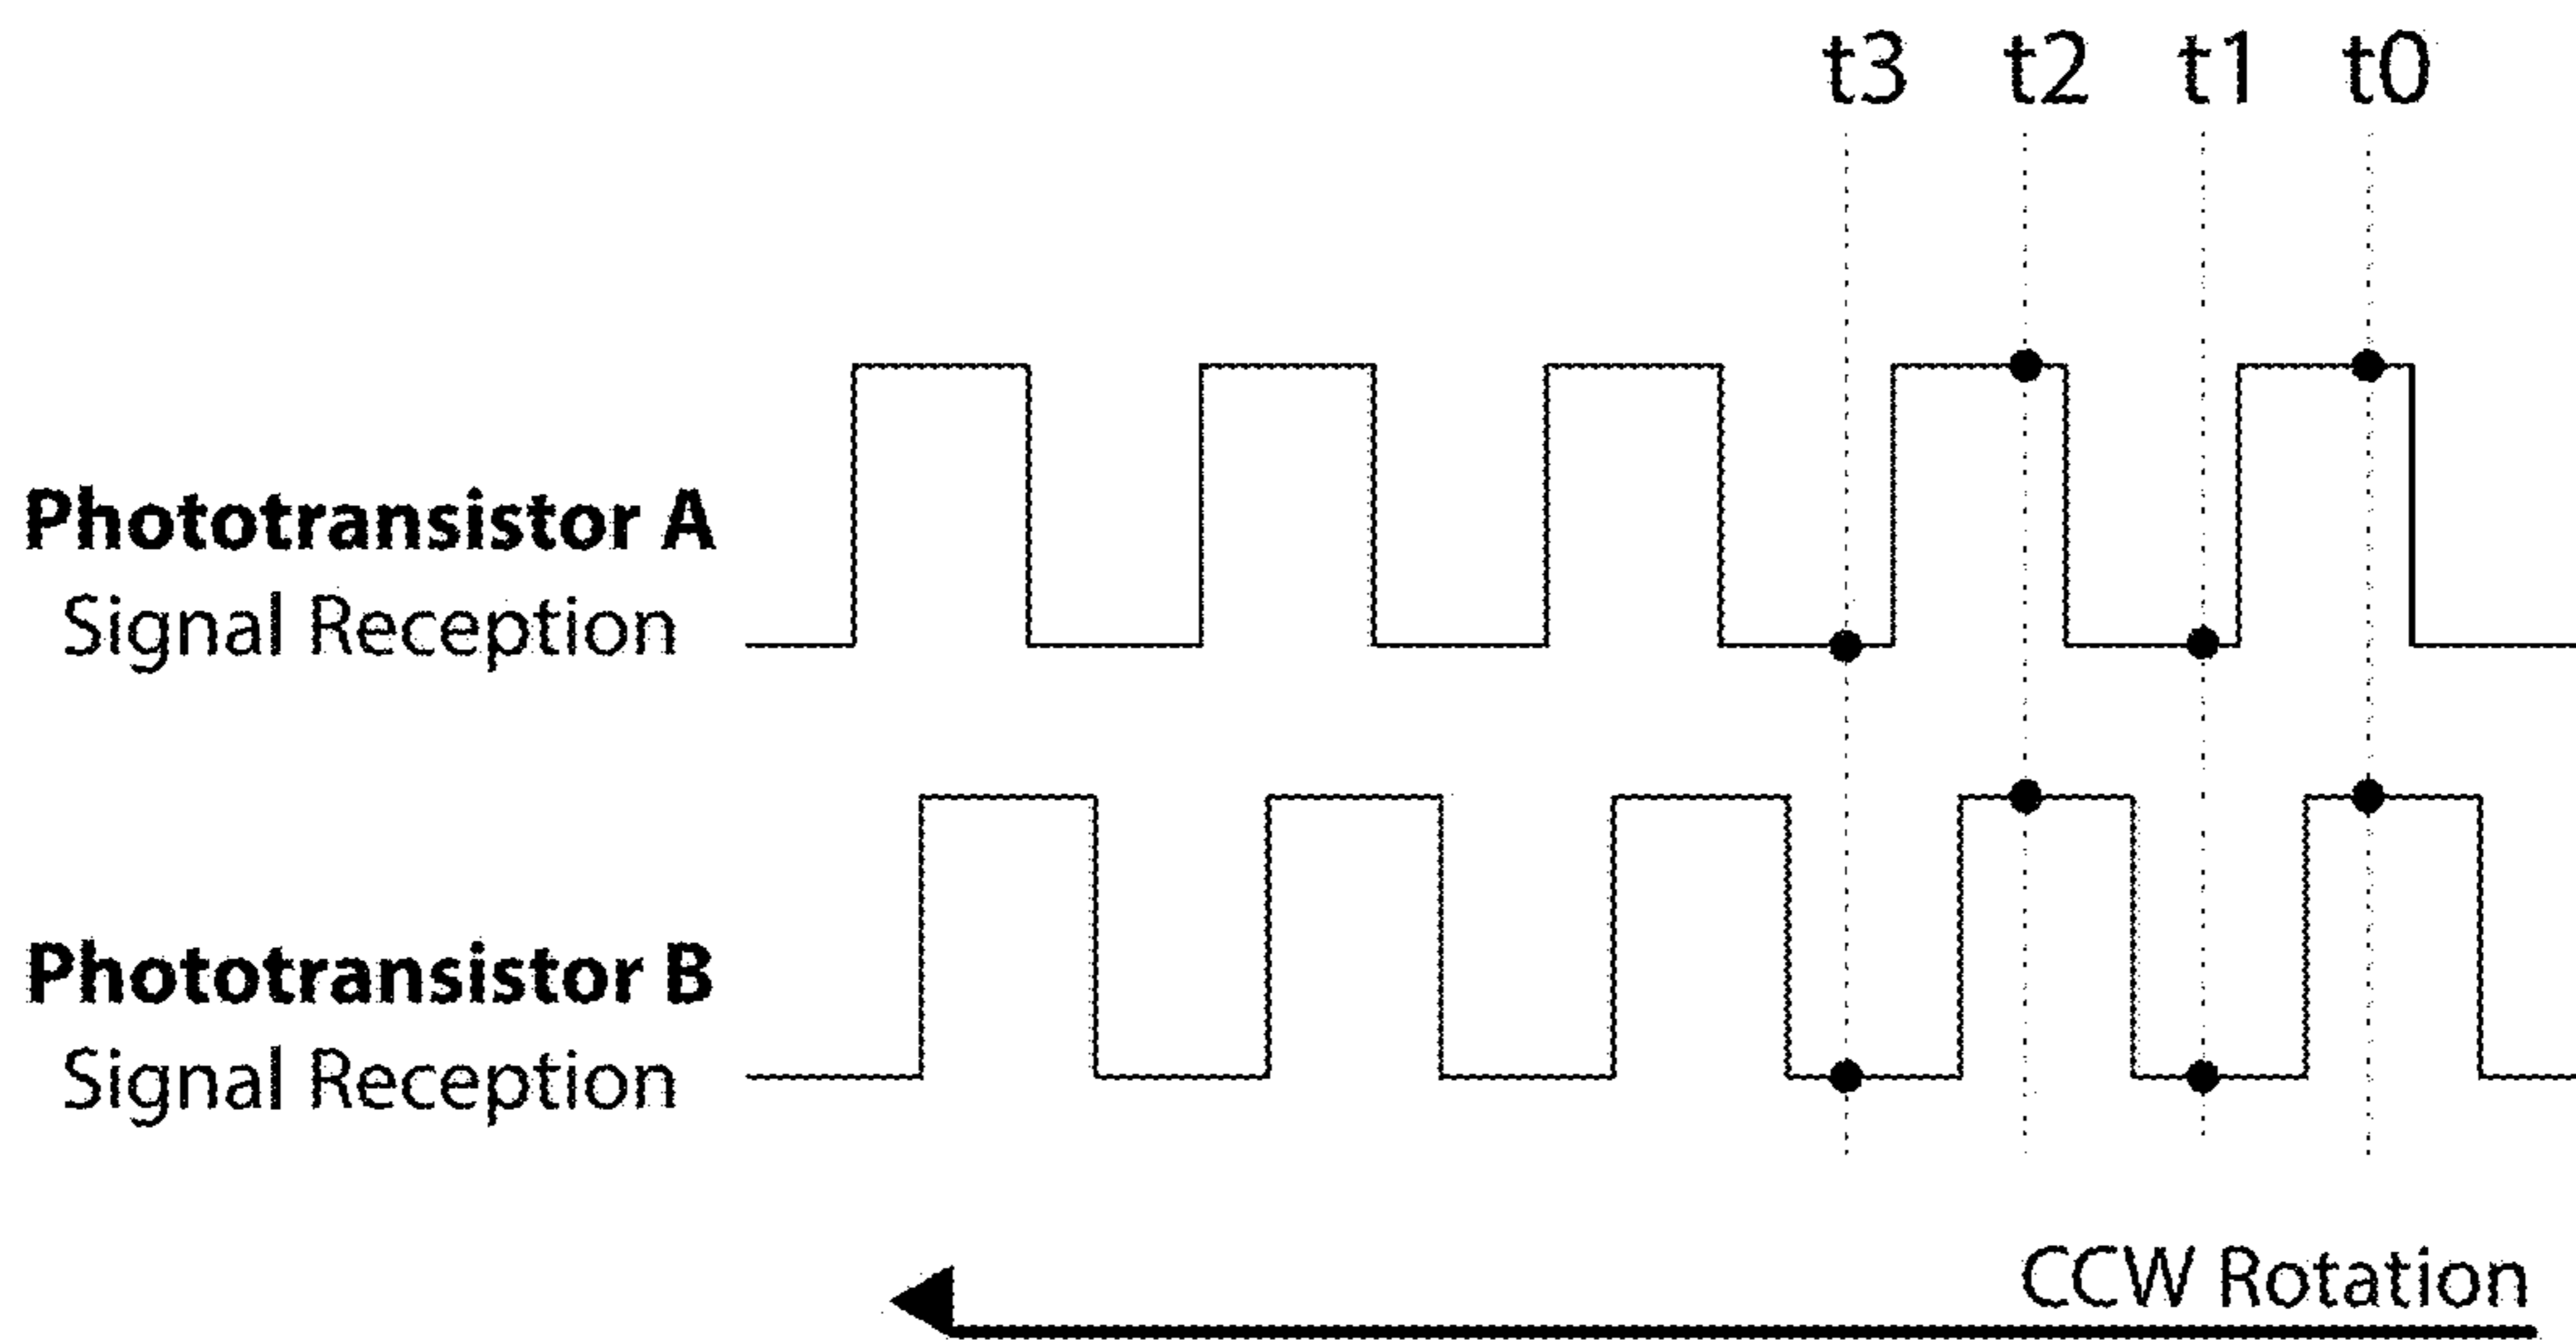 t3 t2 t1 t0
Phototransistor A
Signal Reception
Phototransistor B
Signal Reception
CCW Rotation